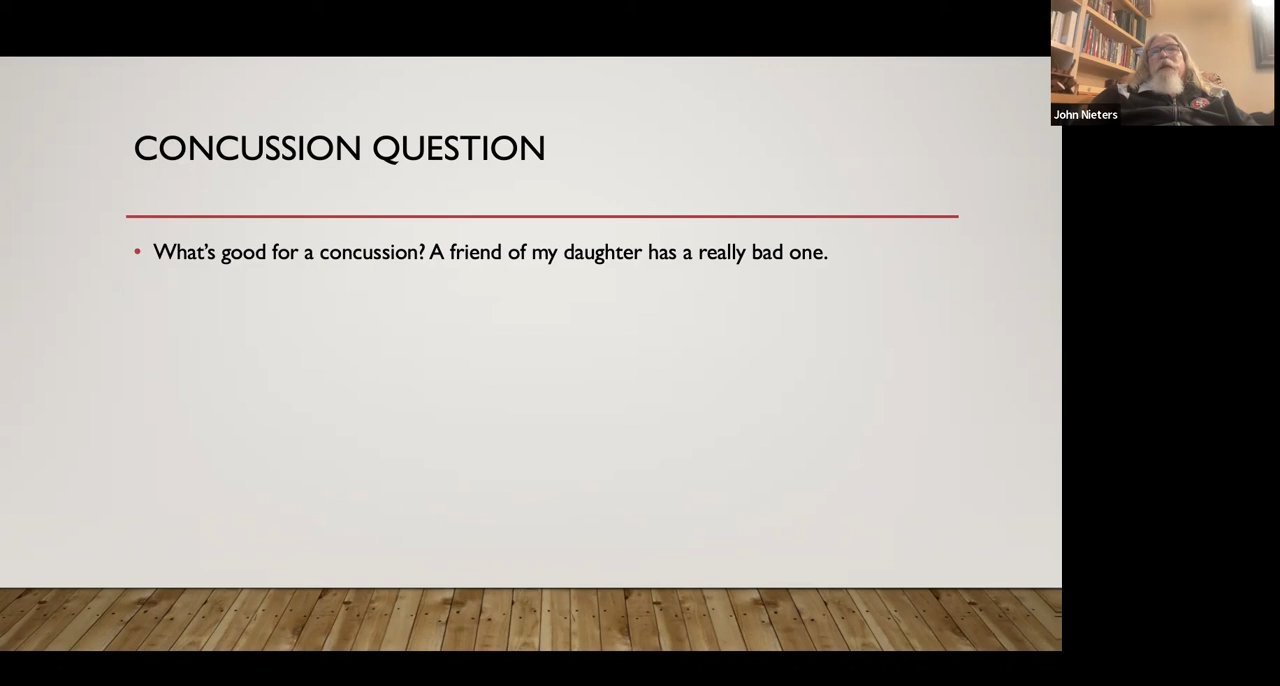 John Nieters
CONCUSSION QUESTION
• What’s good for a concussion? A friend of my daughter has a really bad one.